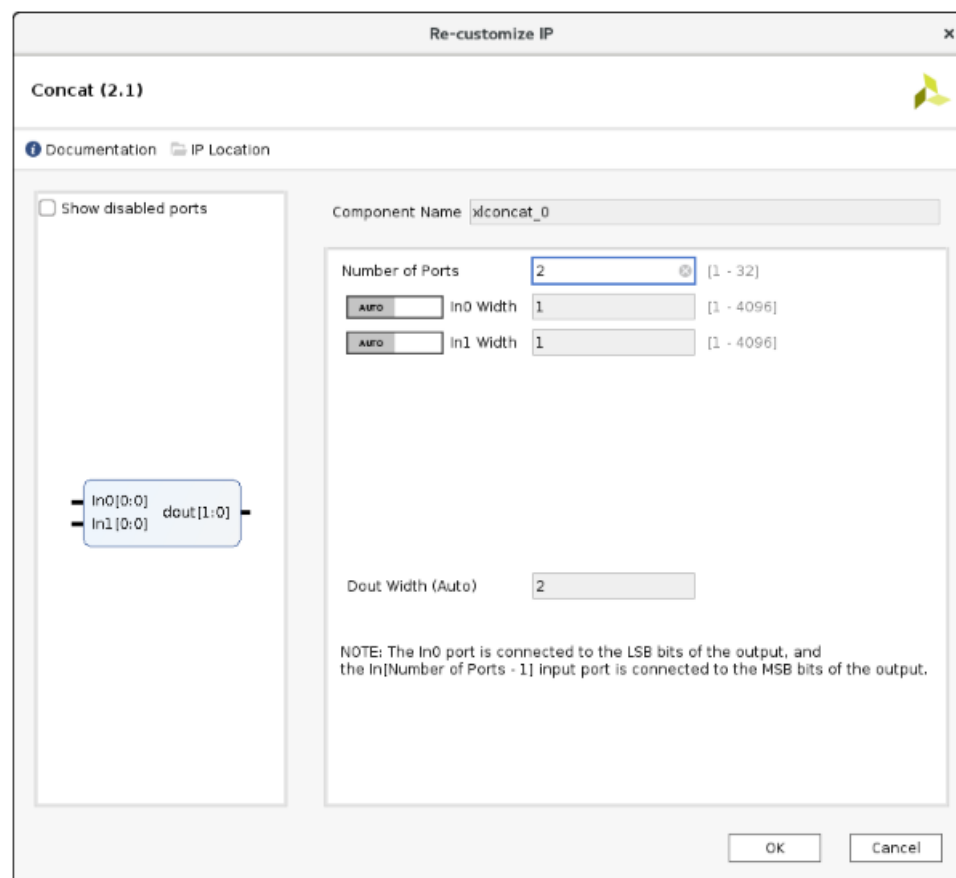 Re-customize IP ×
Concat (2.1)
i Documentation IP Location
Show disabled ports
Component Name xlconcat_0
Number of Ports 2 [1 - 32]
AUTO In0 Width 1 [1 - 4096]
AUTO In1 Width 1 [1 - 4096]
In0[0:0]
In1[0:0]
dout[1:0]
Dout Width (Auto) 2
NOTE: The In0 port is connected to the LSB bits of the output, and
the In[Number of Ports - 1] input port is connected to the MSB bits of the output.
OK Cancel